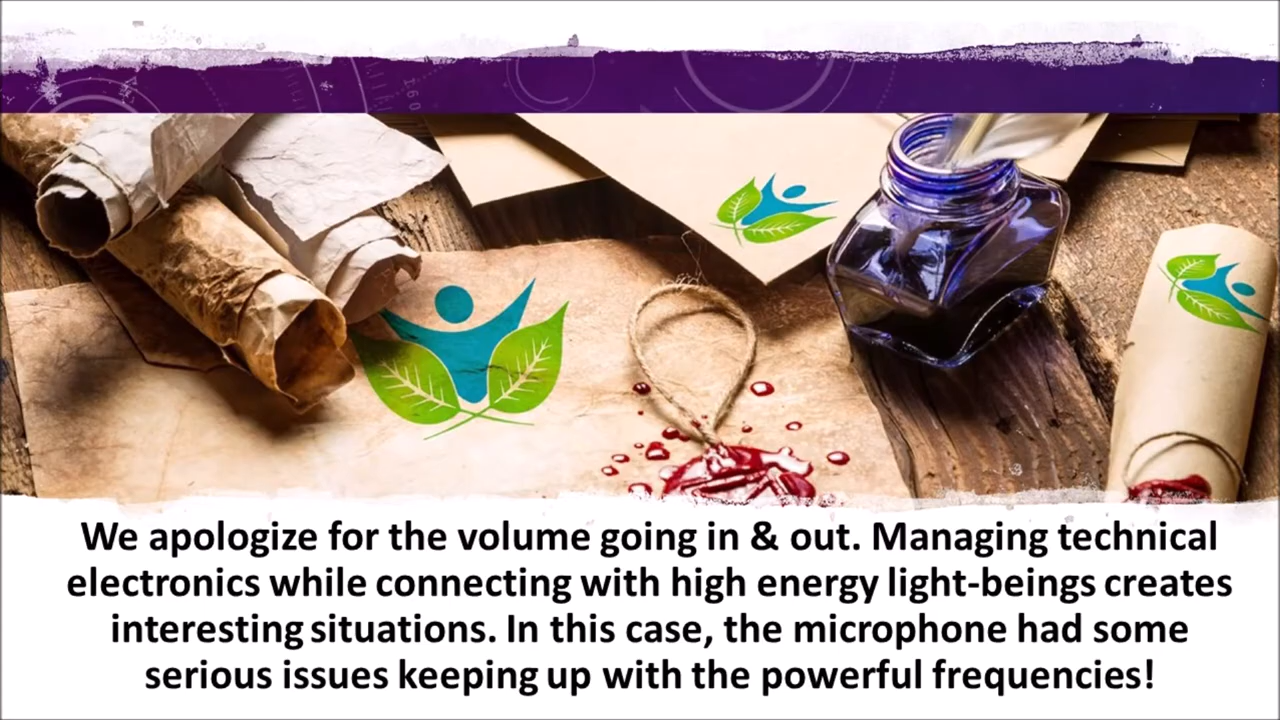 We apologize for the volume going in & out. Managing technical
electronics while connecting with high energy light-beings creates
interesting situations. In this case, the microphone had some
serious issues keeping up with the powerful frequencies!